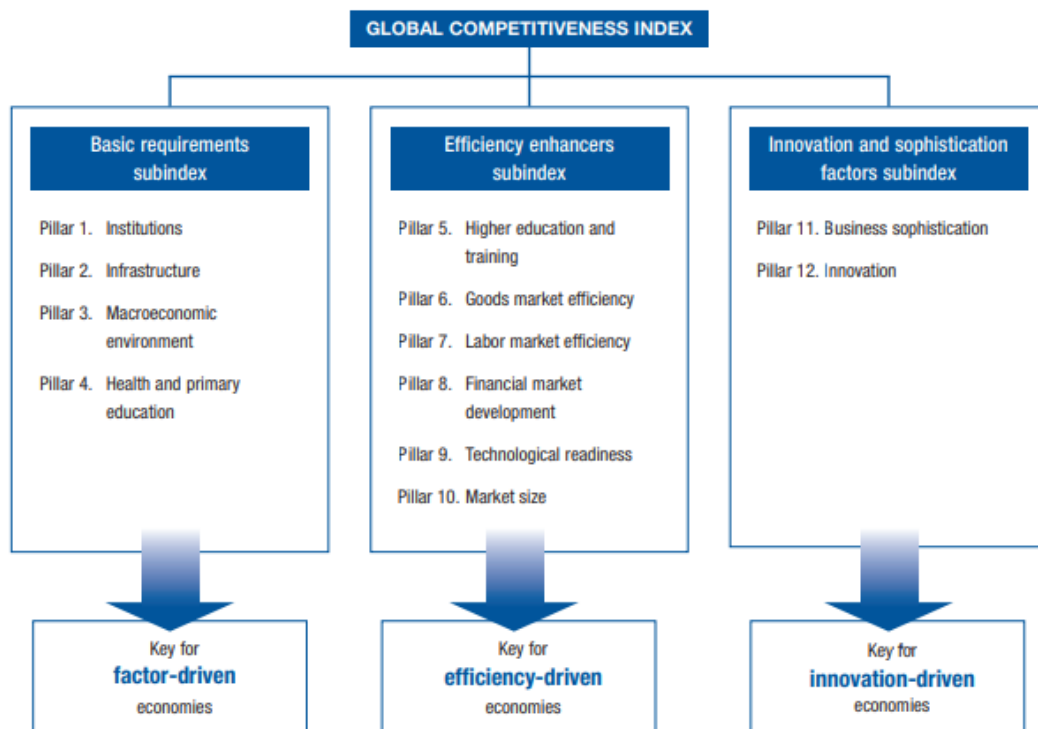 GLOBAL COMPETITIVENESS INDEX
Basic requirements
subindex
Pillar 1. Institutions
Pillar 2. Infrastructure
Pillar 3. Macroeconomic
environment
Pillar 4. Health and primary
education
Key for
factor-driven
economies
Efficiency enhancers
subindex
Pillar 5. Higher education and
training
Pillar 6. Goods market efficiency
Pillar 7. Labor market efficiency
Pillar 8. Financial market
development
Pillar 9. Technological readiness
Pillar 10. Market size
Key for
efficiency-driven
economies
Innovation and sophistication
factors subindex
Pillar 11. Business sophistication
Pillar 12. Innovation
Key for
innovation-driven
economies